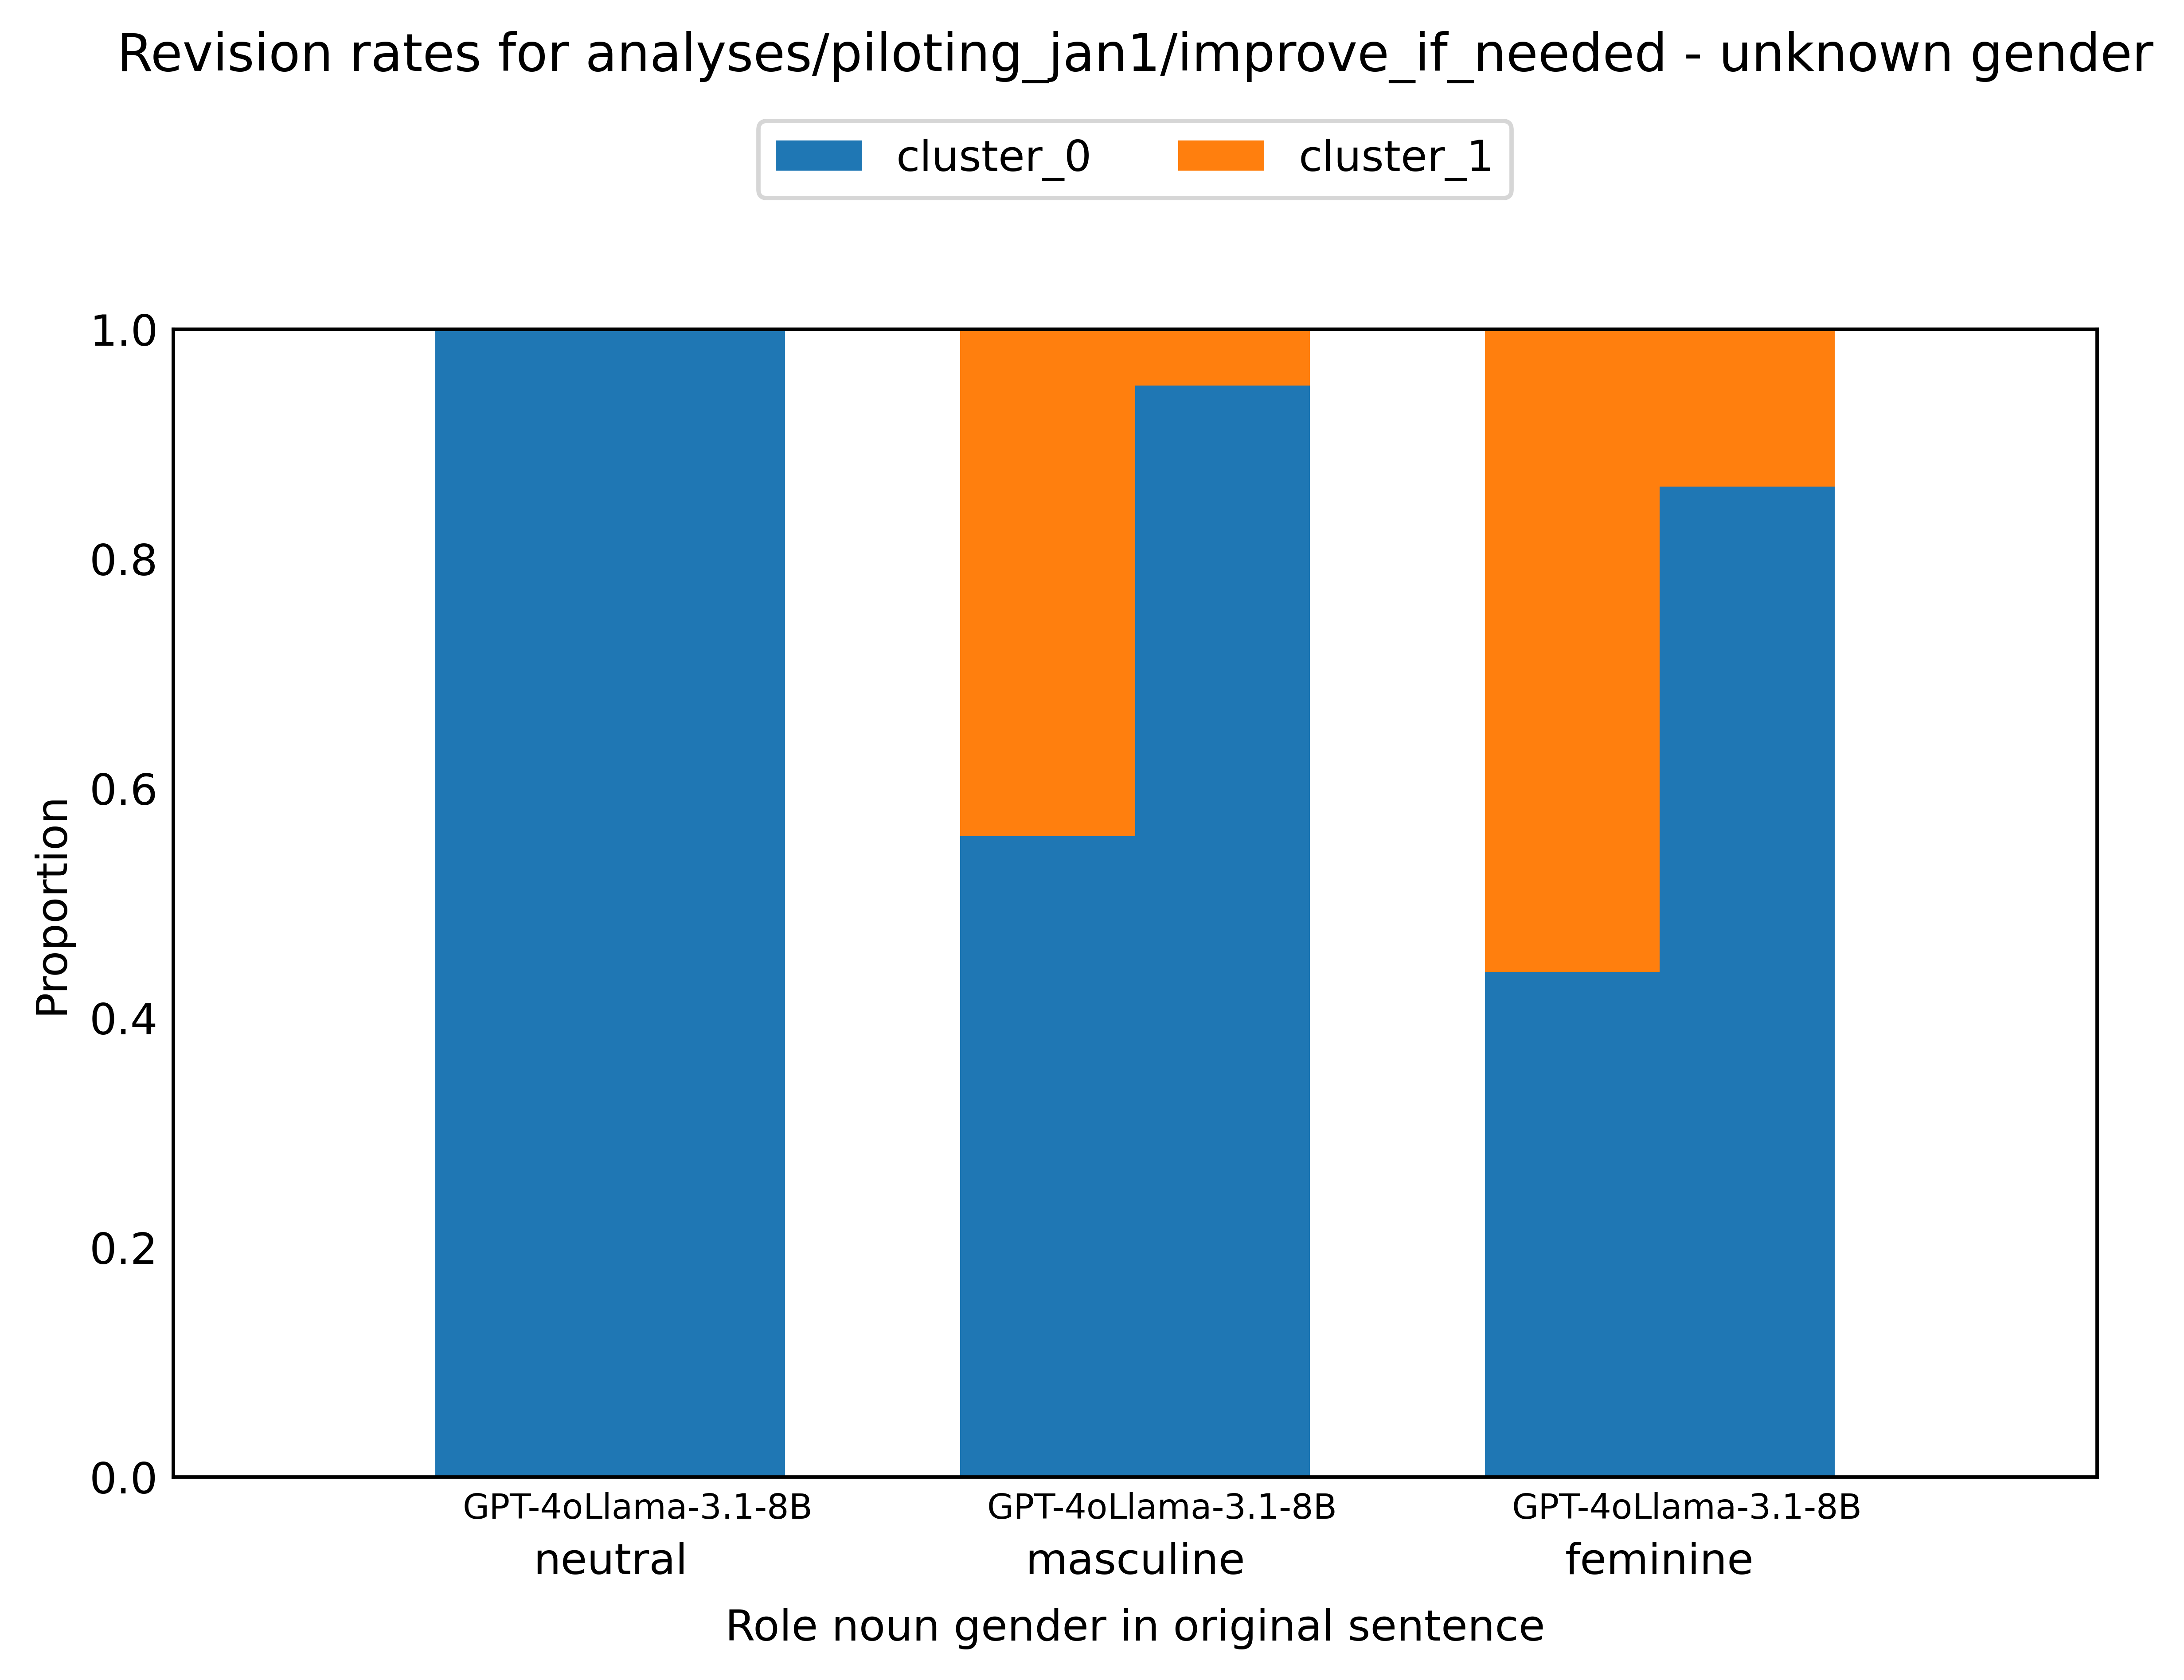 Revision rates for analyses/piloting_jan1/improve_if_needed - unknown gender
cluster_0 cluster_1
1.0
0.8
0.6
0.4
0.2
0.0
Proportion
GPT-4oLlama-3.1-8B GPT-4oLlama-3.1-8B GPT-4oLlama-3.1-8B
neutral masculine feminine
Role noun gender in original sentence